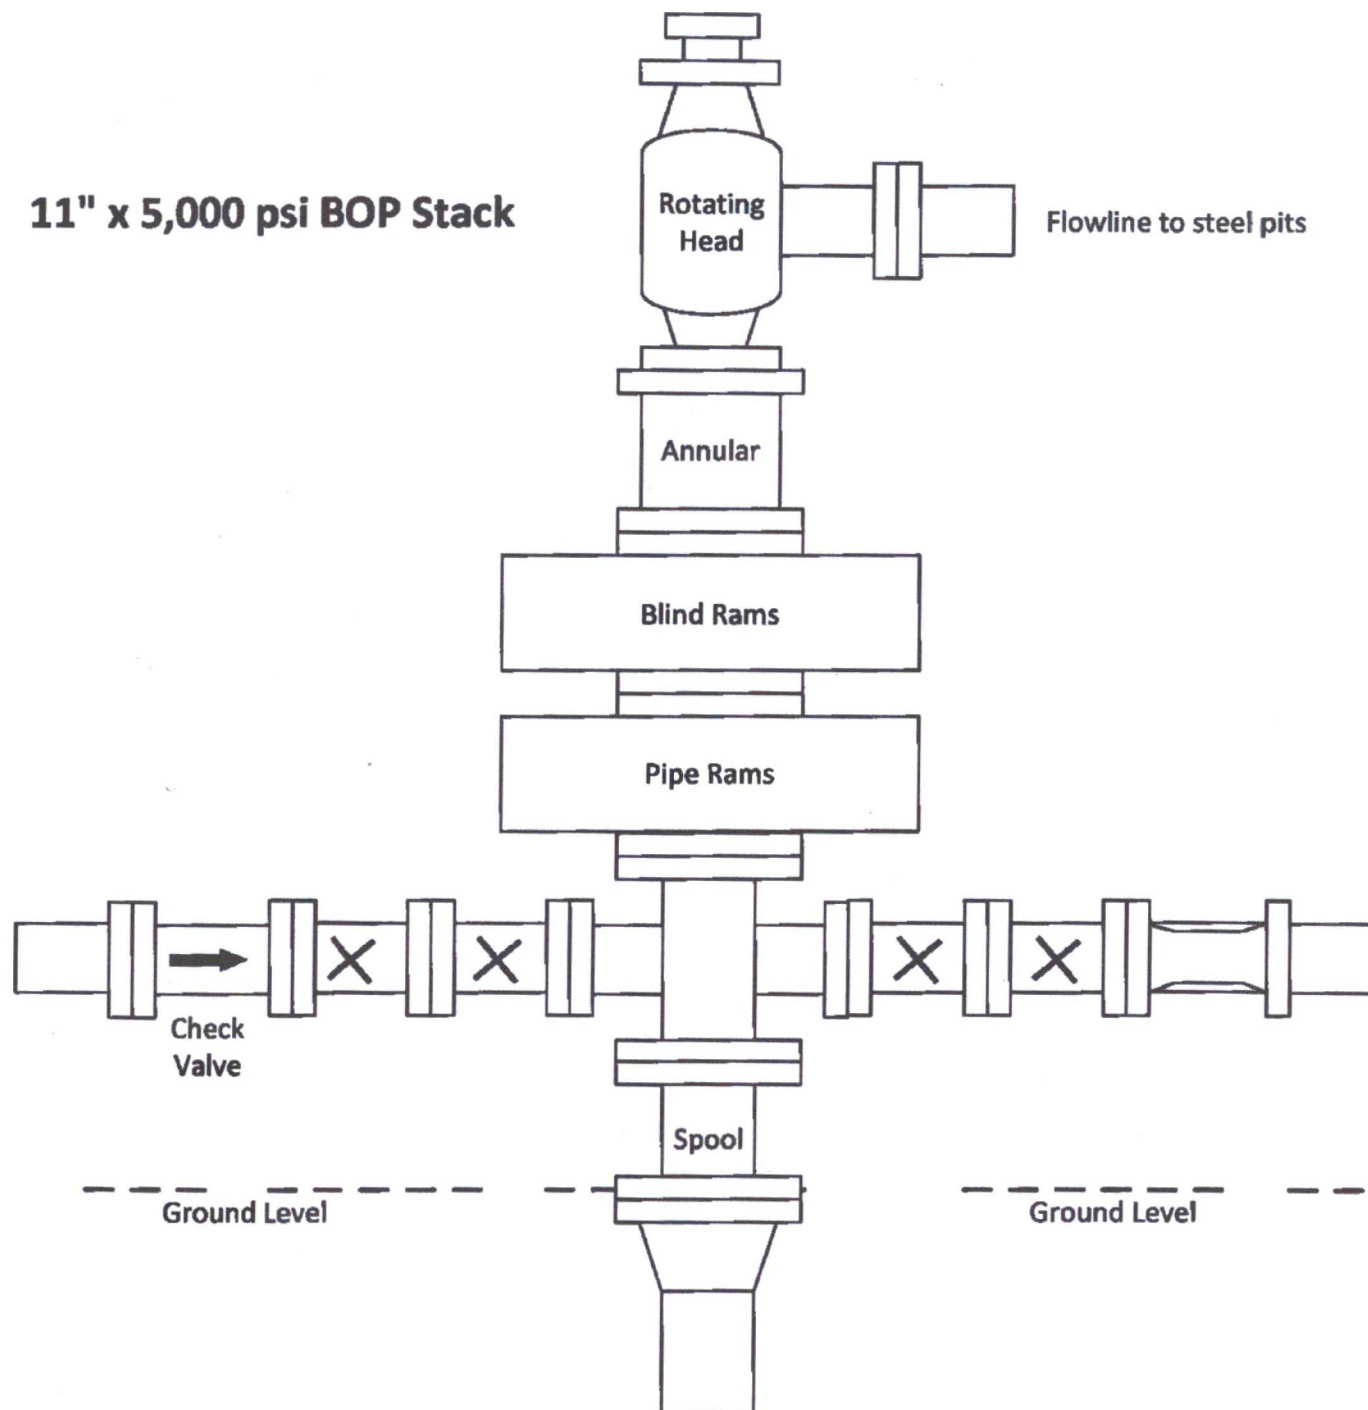 11" x 5,000 psi BOP Stack
Rotating
Head
Flowline to steel pits
Annular
Blind Rams
Pipe Rams
Check
Valve
Spool
Ground Level
Ground Level